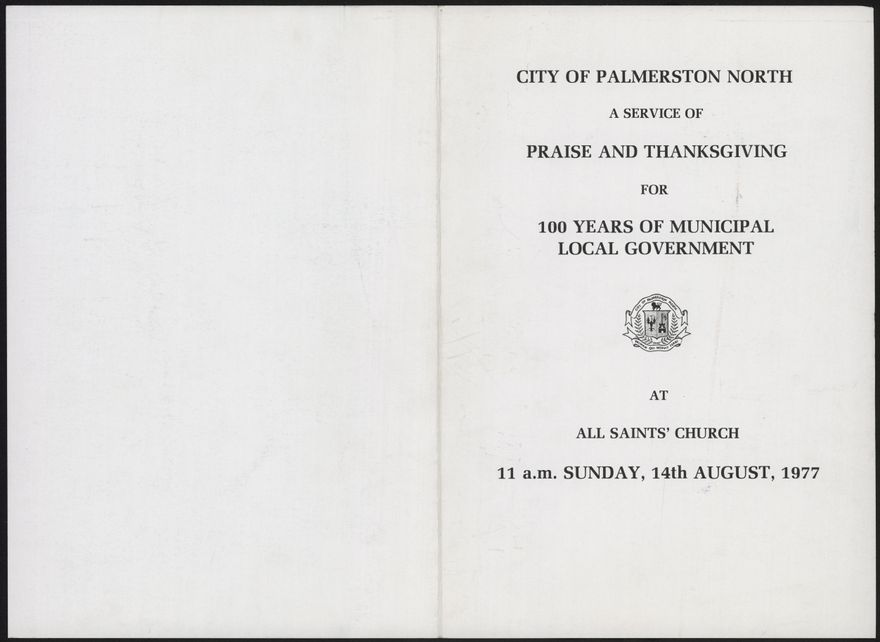 CITY OF PALMERSTON NORTH
A SERVICE OF
PRAISE AND THANKSGIVING
FOR
100 YEARS OF MUNICIPAL
LOCAL GOVERNMENT
AT
ALL SAINTS' CHURCH
11 a.m. SUNDAY, 14th AUGUST, 1977